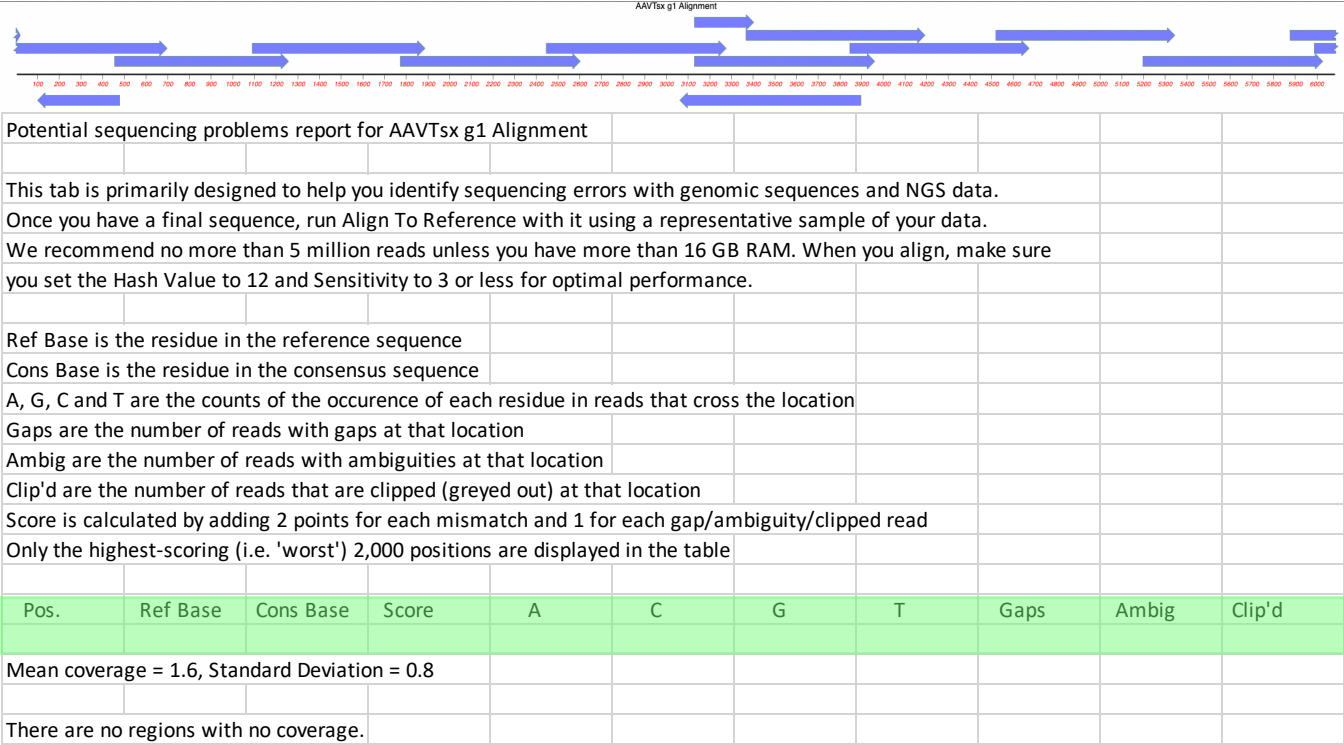 AAVTsx g1 Alignment
100 200 300 400 500 600 700 800 900 1000 1100 1200 1300 1400 1500 1600 1700 1800 1900 2000 2100 2200 2300 2400 2500 2600 2700 2800 2900 3000 3100 3200 3300 3400 3500 3600 3700 3800 3900 4000 4100 4200 4300 4400 4500 4600 4700 4800 4900 5000 5100 5200 5300 5400 5500 5600 5700 5800 5900 6000
Potential sequencing problems report for AAVTsx g1 Alignment
This tab is primarily designed to help you identify sequencing errors with genomic sequences and NGS data.
Once you have a final sequence, run Align To Reference with it using a representative sample of your data.
We recommend no more than 5 million reads unless you have more than 16 GB RAM. When you align, make sure
you set the Hash Value to 12 and Sensitivity to 3 or less for optimal performance.
Ref Base is the residue in the reference sequence
Cons Base is the residue in the consensus sequence
A, G, C and T are the counts of the occurence of each residue in reads that cross the location
Gaps are the number of reads with gaps at that location
Ambig are the number of reads with ambiguities at that location
Clip'd are the number of reads that are clipped (greyed out) at that location
Score is calculated by adding 2 points for each mismatch and 1 for each gap/ambiguity/clipped read
Only the highest-scoring (i.e. 'worst') 2,000 positions are displayed in the table
Pos. Ref Base Cons Base Score A C G T Gaps Ambig Clip'd
Mean coverage = 1.6, Standard Deviation = 0.8
There are no regions with no coverage.